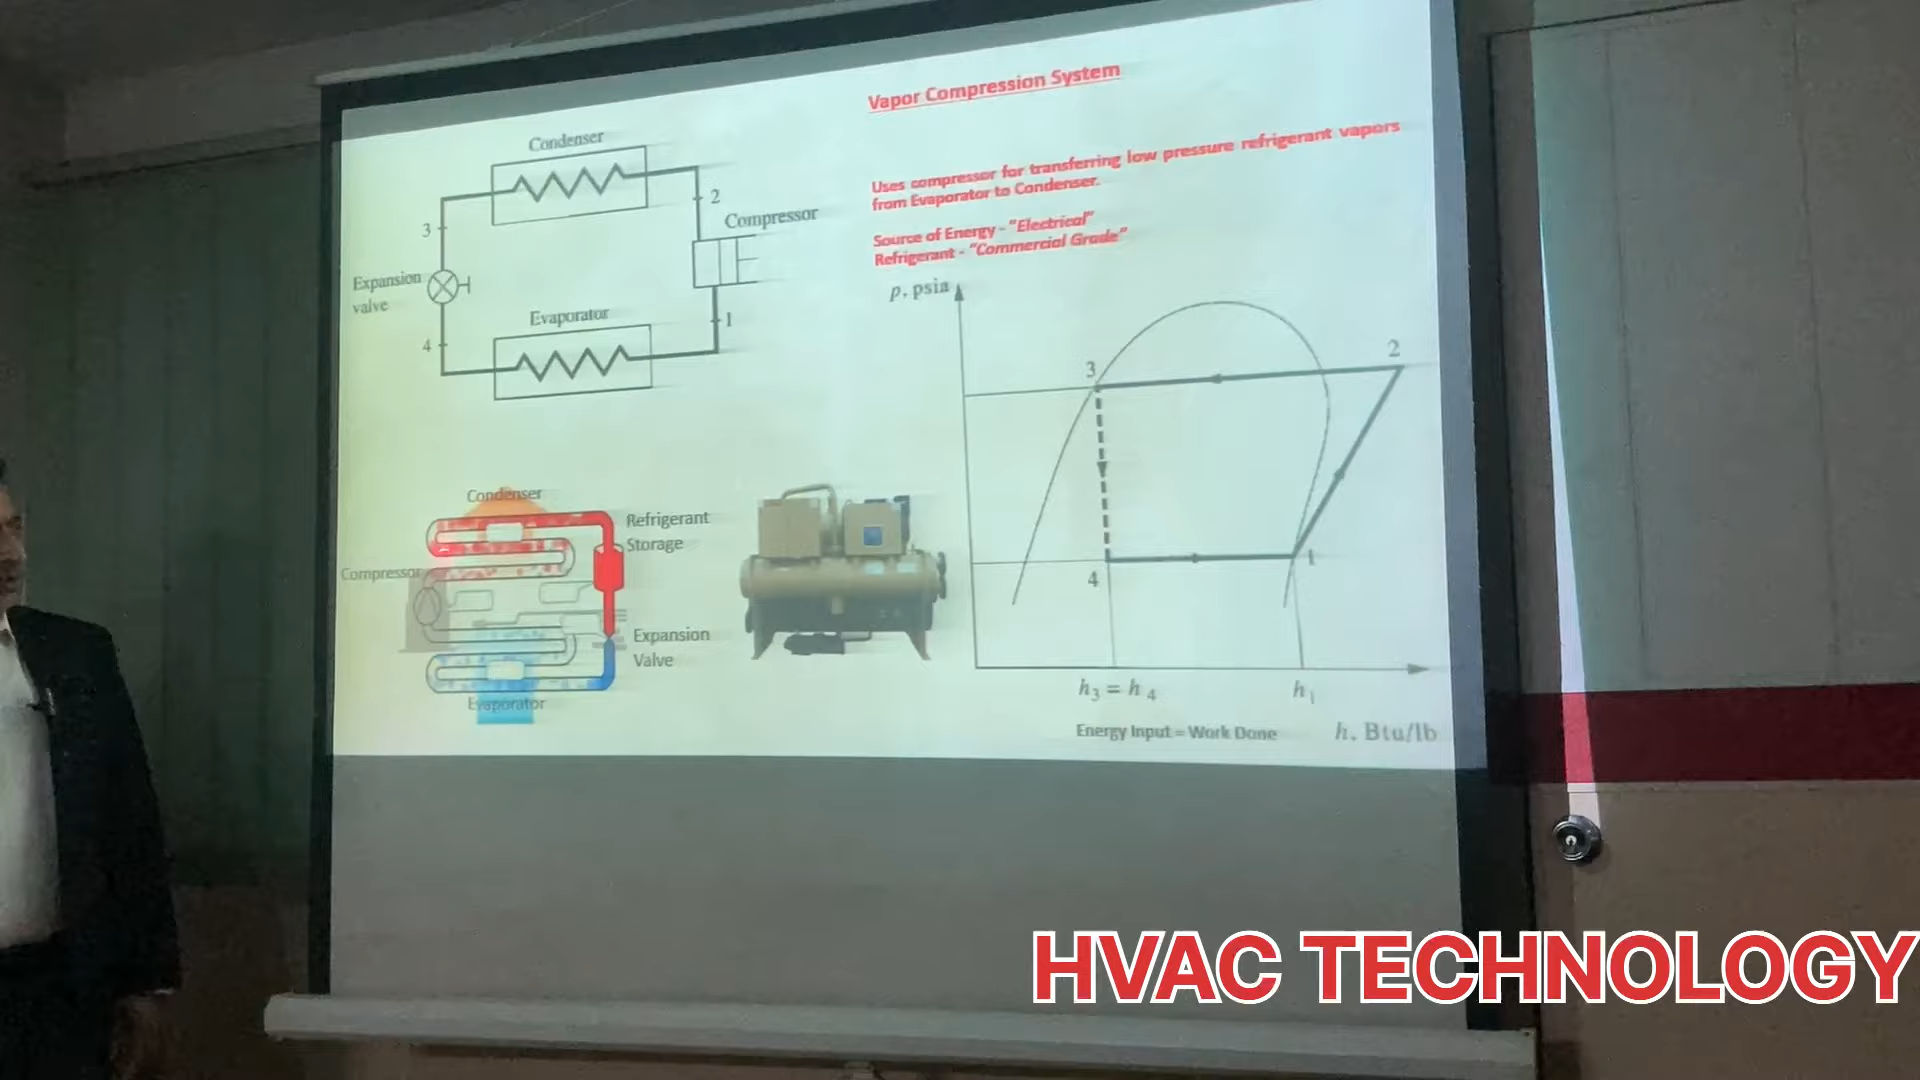 Vapor Compression System
Uses compressor for transferring low pressure refrigerant vapors
from Evaporator to Condenser.
Source of Energy - "Electrical"
Refrigerant - "Commercial Grade"
Condenser
2
Compressor
3
Expansion
valve
Evaporator
1
4
p, psia
3
2
4
1
h3 = h4
h1
Energy Input = Work Done
h, Btu/lb
Condenser
Refrigerant
Storage
Compressor
Expansion
Valve
Evaporator
HVAC TECHNOLOGY